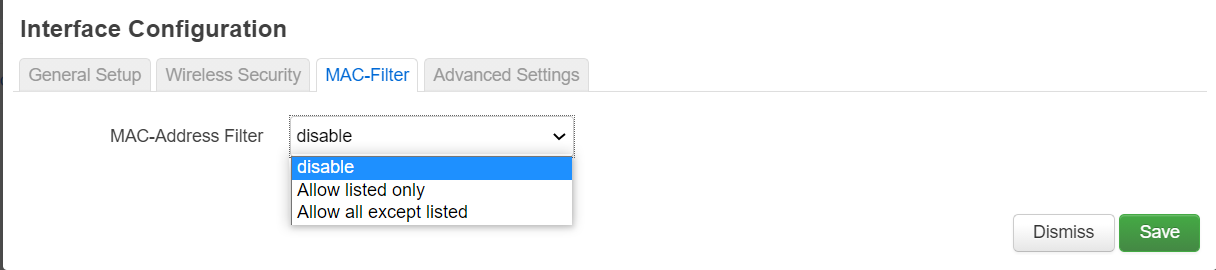 Interface Configuration
General Setup Wireless Security MAC-Filter Advanced Settings
MAC-Address Filter disable
disable
Allow listed only
Allow all except listed
Dismiss Save